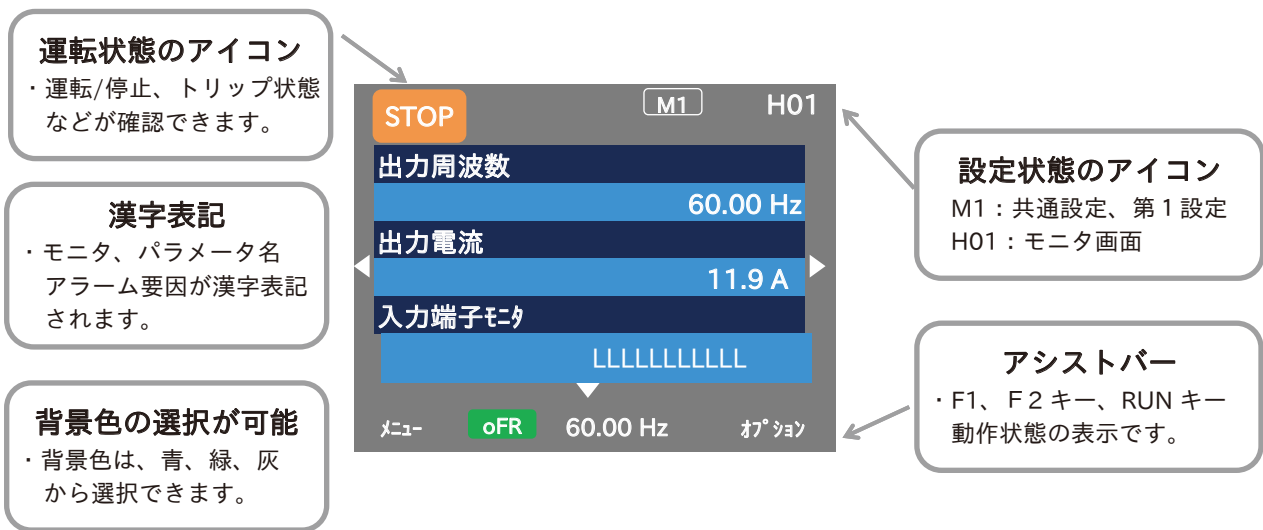 運転状態のアイコン
・運転/停止、トリップ状態
などが確認できます。
漢字表記
・モニタ、パラメータ名
アラーム要因が漢字表記
されます。
背景色の選択が可能
・背景色は、青、緑、灰
から選択できます。
STOP M1 H01
出力周波数
60.00 Hz
出力電流
11.9 A
入力端子ﾓﾆﾀ
LLLLLLLLLLL
ﾒﾆｭｰ oFR 60.00 Hz ｵﾌﾟｼｮﾝ
設定状態のアイコン
M1：共通設定、第１設定
H01：モニタ画面
アシストバー
・F1、Ｆ２キー、RUN キー
動作状態の表示です。